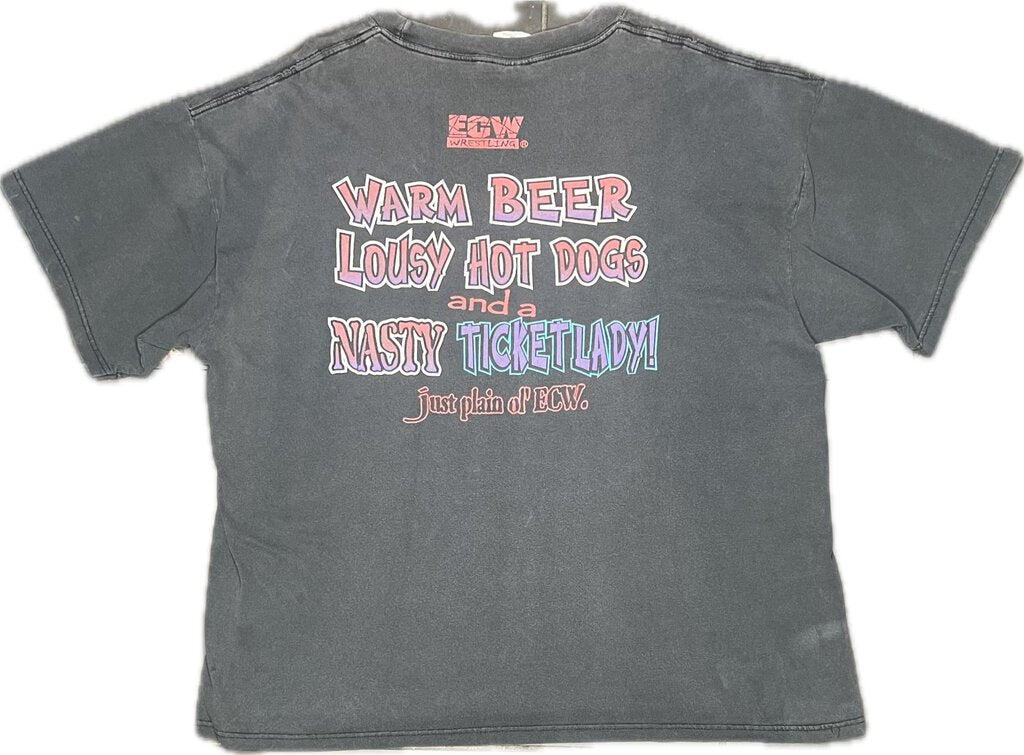 ECW
WRESTLING®
WARM BEER
LOUSY HOT DOGS
and a
NASTY TICKET LADY!
just plain ol' ECW.